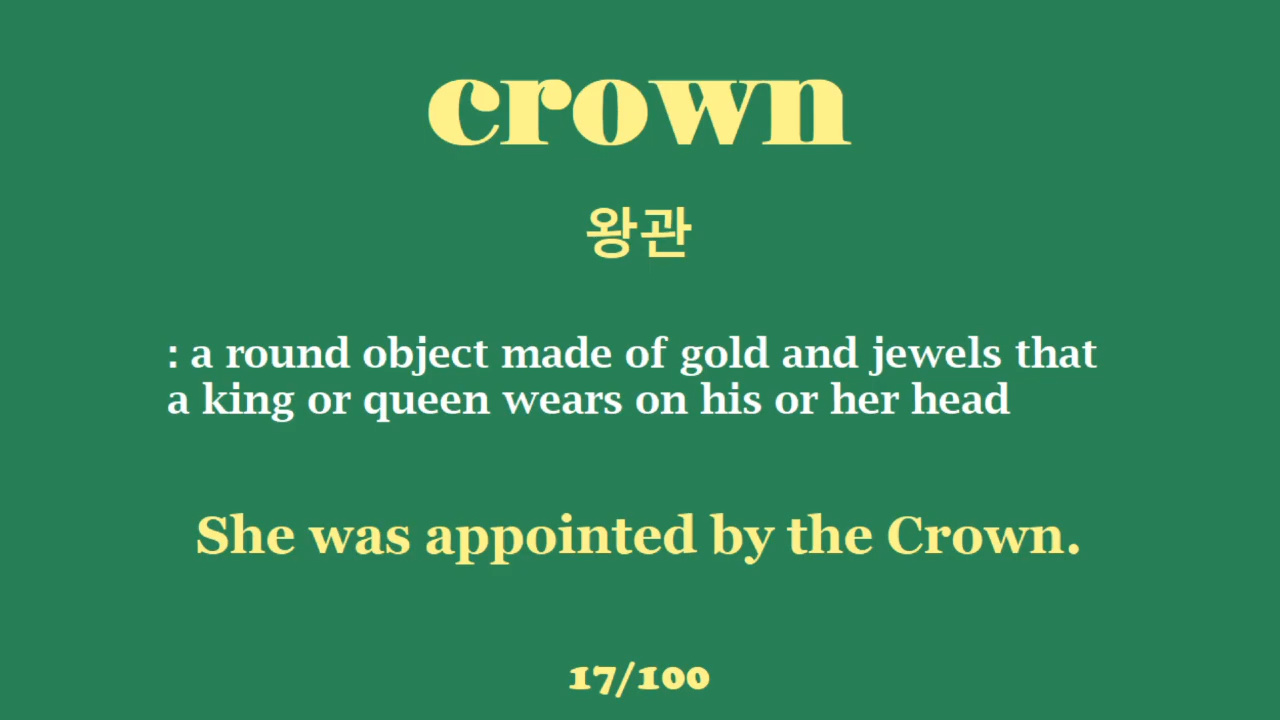 crown
왕관
: a round object made of gold and jewels that
a king or queen wears on his or her head
She was appointed by the Crown.
17/100